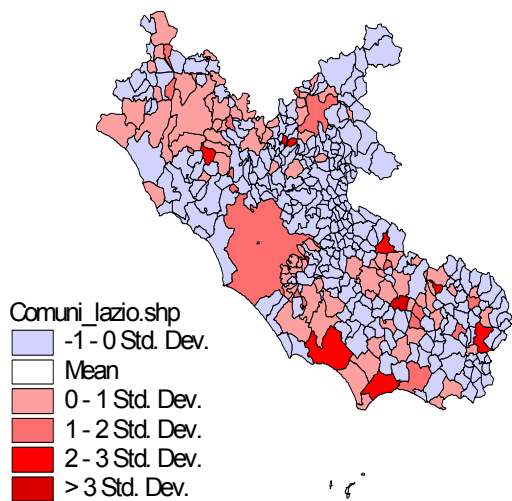 Comuni_lazio.shp
-1 - 0 Std. Dev.
Mean
0 - 1 Std. Dev.
1 - 2 Std. Dev.
2 - 3 Std. Dev.
> 3 Std. Dev.